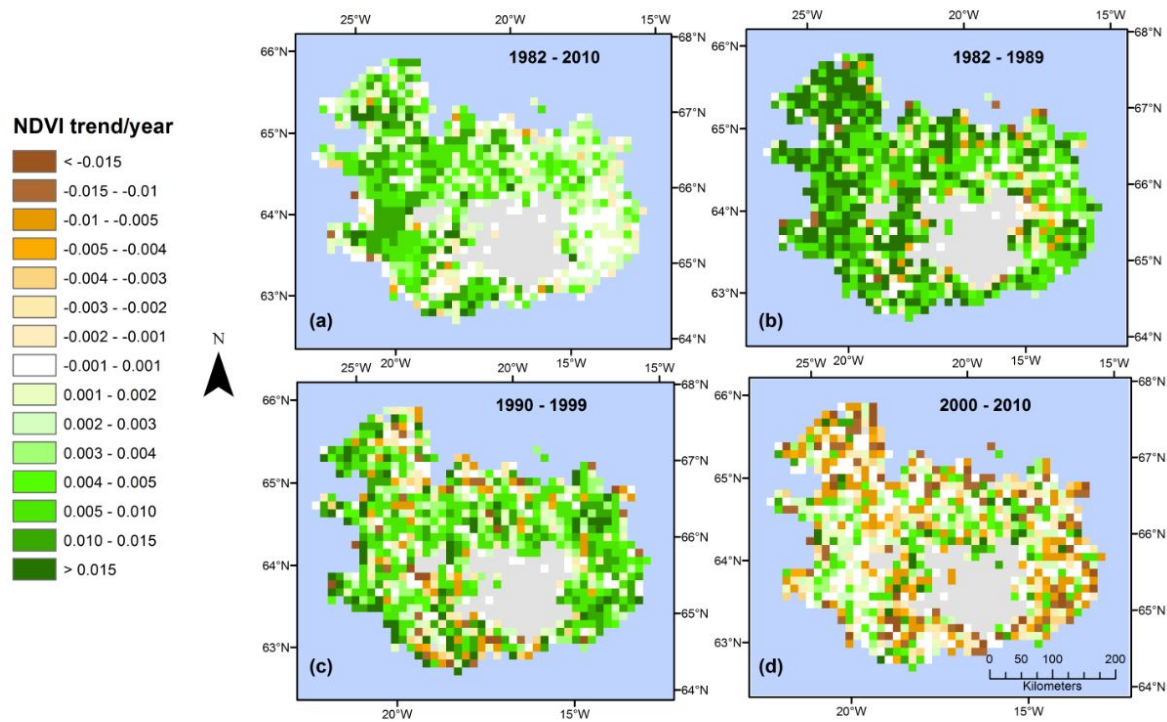 25°W 20°W 15°W
66°N
65°N
64°N
63°N
68°N
67°N
66°N
65°N
64°N
1982 - 2010
(a)
20°W 15°W
25°W 20°W 15°W
66°N
65°N
64°N
63°N
68°N
67°N
66°N
65°N
64°N
1982 - 1989
(b)
20°W 15°W
NDVI trend/year
< -0.015
-0.015 - -0.01
-0.01 - -0.005
-0.005 - -0.004
-0.004 - -0.003
-0.003 - -0.002
-0.002 - -0.001
-0.001 - 0.001
0.001 - 0.002
0.002 - 0.003
0.003 - 0.004
0.004 - 0.005
0.005 - 0.010
0.010 - 0.015
> 0.015
N
25°W 20°W 15°W
66°N
65°N
64°N
63°N
68°N
67°N
66°N
65°N
64°N
1990 - 1999
(c)
20°W 15°W
25°W 20°W 15°W
66°N
65°N
64°N
63°N
68°N
67°N
66°N
65°N
64°N
2000 - 2010
(d)
0 50 100 200
Kilometers
20°W 15°W